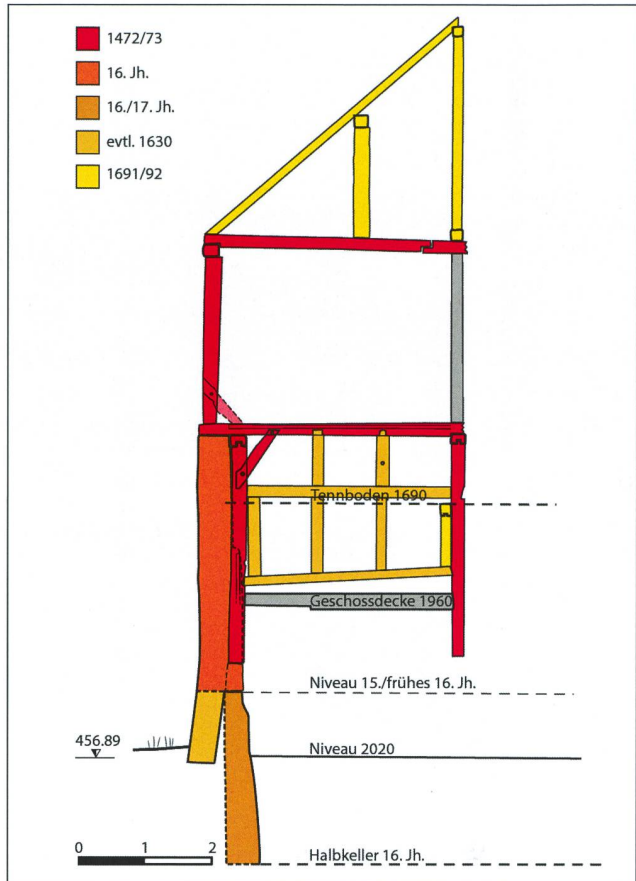 1472/73
16. Jh.
16./17. Jh.
evtl. 1630
1691/92
Tennboden 1690
Geschossdecke 1960
Niveau 15./frühes 16. Jh.
456.89
Niveau 2020
0 1 2
Halbkeller 16. Jh.